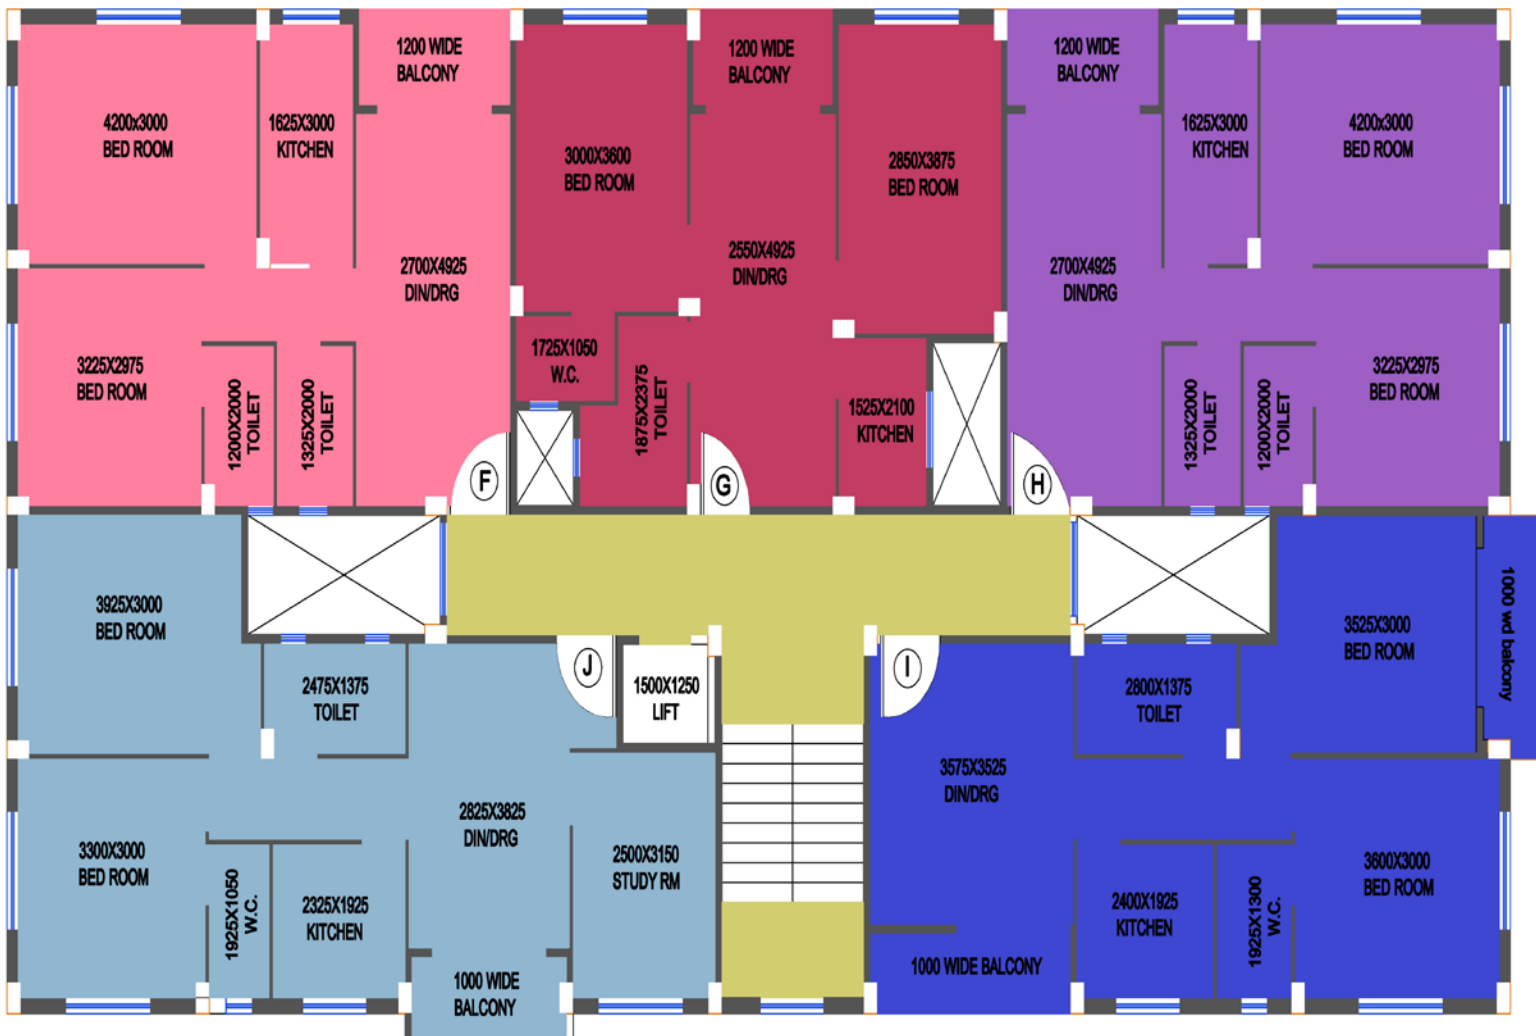 1200 WIDE
BALCONY
1200 WIDE
BALCONY
1200 WIDE
BALCONY
4200x3000
BED ROOM
1625X3000
KITCHEN
3000X3600
BED ROOM
2850X3875
BED ROOM
1625X3000
KITCHEN
4200x3000
BED ROOM
2700X4925
DIN/DRG
2550X4925
DIN/DRG
2700X4925
DIN/DRG
3225X2975
BED ROOM
1200X2000
TOILET
1325X2000
TOILET
1725X1050
W.C.
1875X2375
TOILET
1525X2100
KITCHEN
1325X2000
TOILET
1200X2000
TOILET
3225X2975
BED ROOM
F
G
H
3925X3000
BED ROOM
3525X3000
BED ROOM
1000 wd balcony
2475X1375
TOILET
J
1500X1250
LIFT
I
2800X1375
TOILET
2825X3825
DIN/DRG
3575X3525
DIN/DRG
3300X3000
BED ROOM
1925X1050
W.C.
2325X1925
KITCHEN
2500X3150
STUDY RM
2400X1925
KITCHEN
1925X1300
W.C.
3600X3000
BED ROOM
1000 WIDE
BALCONY
1000 WIDE BALCONY